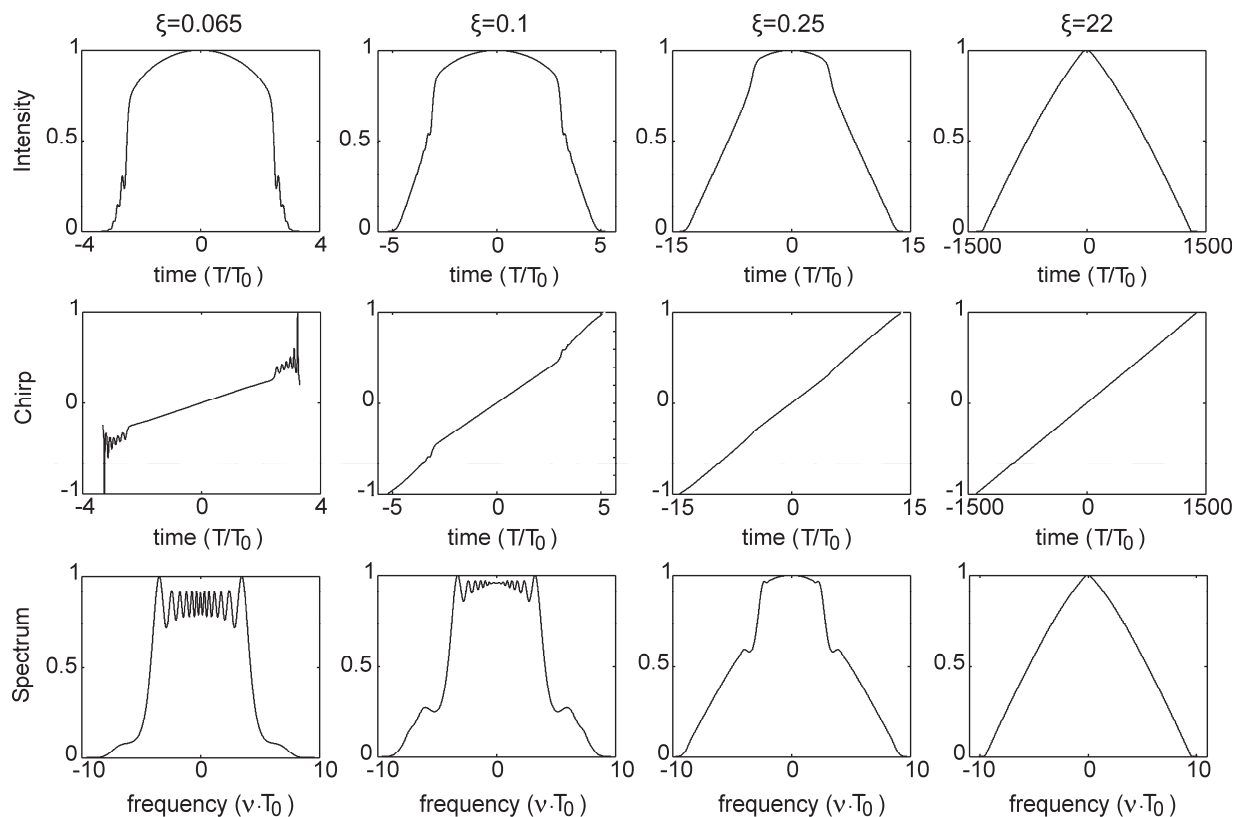 ξ=0.065 ξ=0.1 ξ=0.25 ξ=22
Intensity
1 1 1 1
0.5 0.5 0.5 0.5
0 0 0 0
-4 0 4 -5 0 5 -15 0 15 -1500 0 1500
time (T/T0) time (T/T0) time (T/T0) time (T/T0)
Chirp
1 1 1 1
0 0 0 0
-1 -1 -1 -1
-4 0 4 -5 0 5 -15 0 15 -1500 0 1500
time (T/T0) time (T/T0) time (T/T0) time (T/T0)
Spectrum
1 1 1 1
0.5 0.5 0.5 0.5
0 0 0 0
-10 0 10 -10 0 10 -10 0 10 -10 0 10
frequency (ν·T0) frequency (ν·T0) frequency (ν·T0) frequency (ν·T0)